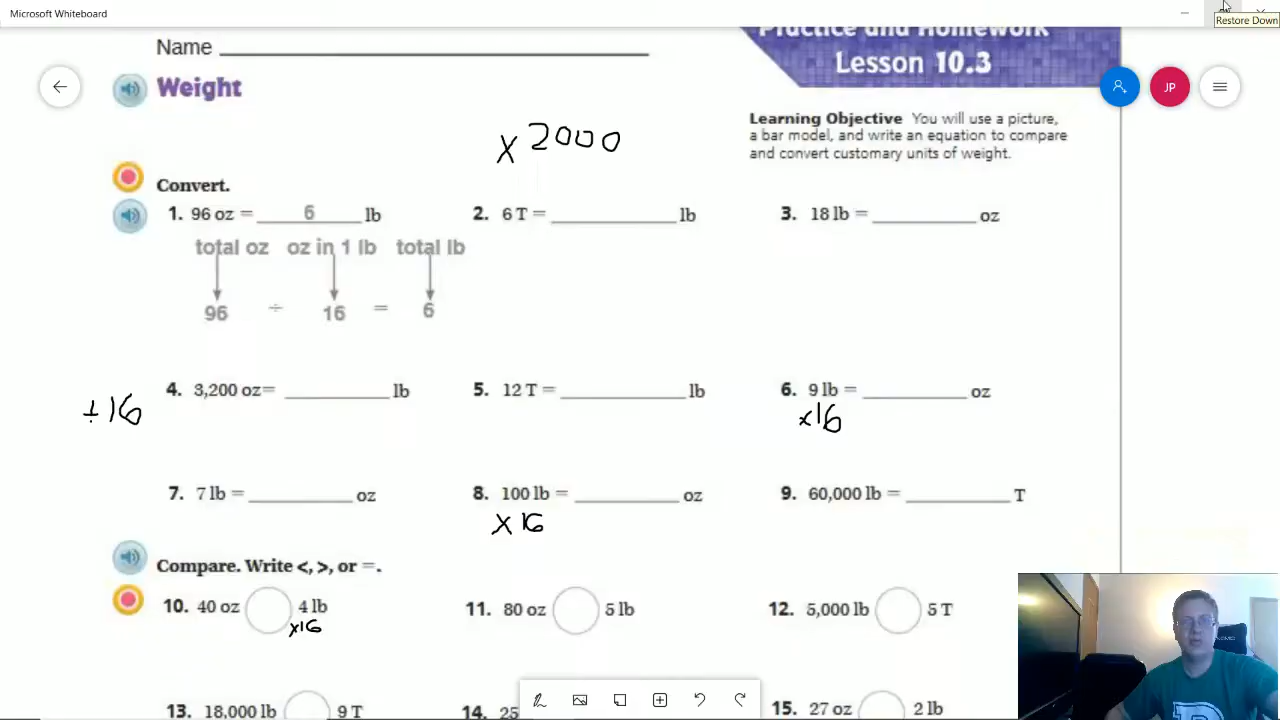 Microsoft Whiteboard
Restore Down
Name
Practice and Homework
Lesson 10.3
Weight
JP
Learning Objective You will use a picture,
a bar model, and write an equation to compare
and convert customary units of weight.
x 2000
Convert.
1. 96 oz = 6 lb
2. 6 T = lb
3. 18 lb = oz
total oz oz in 1 lb total lb
96 ÷ 16 = 6
4. 3,200 oz= lb
5. 12 T = lb
6. 9 lb = oz
÷16
x16
7. 7 lb = oz
8. 100 lb = oz
9. 60,000 lb = T
x 16
Compare. Write <, >, or =.
10. 40 oz 4 lb
11. 80 oz 5 lb
12. 5,000 lb 5 T
x16
13. 18,000 lb 9 T
14. 25
15. 27 oz 2 lb